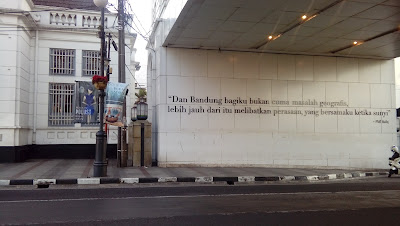 “Dan Bandung bagiku bukan cuma masalah geografis,
lebih jauh dari itu melibatkan perasaan, yang bersamaku ketika sunyi”